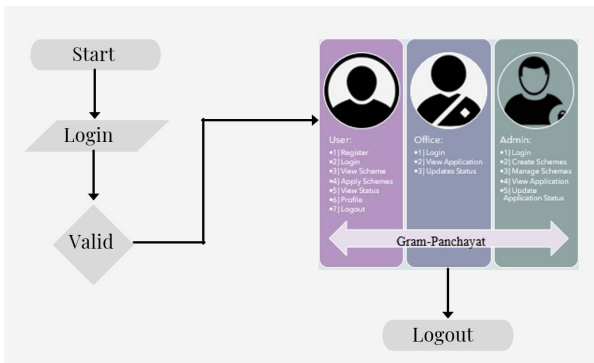 Start
Login
Valid
User:
•1) Register
•2) Login
•3) View Scheme
•4) Apply Schemes
•5) View Status
•6) Profile
•7) Logout
Office:
•1) Login
•2) View Application
•3) Updates Status
Admin:
•1) Login
•2) Create Schemes
•3) Manage Schemes
•4) View Application
•5) Update
Application Status
Gram-Panchayat
Logout